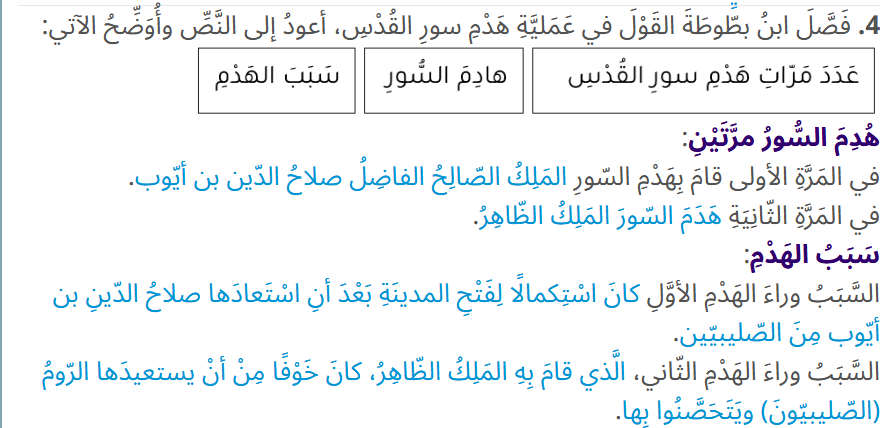 4. فَصَّلَ ابنُ بطّوطَةَ القَوْلَ في عَمَليَّةِ هَدْمِ سورِ القُدْسِ، أعودُ إلى النَّصِّ وأُوَضِّحُ الآتي:
عَدَدَ مَرّاتِ هَدْمِ سورِ القُدْسِ
هادِمَ السُّورِ
سَبَبَ الهَدْمِ
هُدِمَ السُّورُ مرَّتَيْنِ:
في المَرَّةِ الأولى قامَ بِهَدْمِ السّورِ المَلِكُ الصّالِحُ الفاضِلُ صلاحُ الدّين بن أيّوب.
في المَرَّةِ الثّانِيَةِ هَدَمَ السّورَ المَلِكُ الظّاهِرُ.
سَبَبُ الهَدْمِ:
السَّبَبُ وراءَ الهَدْمِ الأوَّلِ كانَ اسْتِكمالًا لِفَتْحِ المدينَةِ بَعْدَ أنِ اسْتَعادَها صلاحُ الدّينِ بن
أيّوب مِنَ الصّليبيّين.
السَّبَبُ وراءَ الهَدْمِ الثّاني، الَّذي قامَ بِهِ المَلِكُ الظّاهِرُ، كانَ خَوْفًا مِنْ أنْ يستعيدَها الرّومُ
(الصّليبيّونَ) ويَتَحَصَّنُوا بِها.